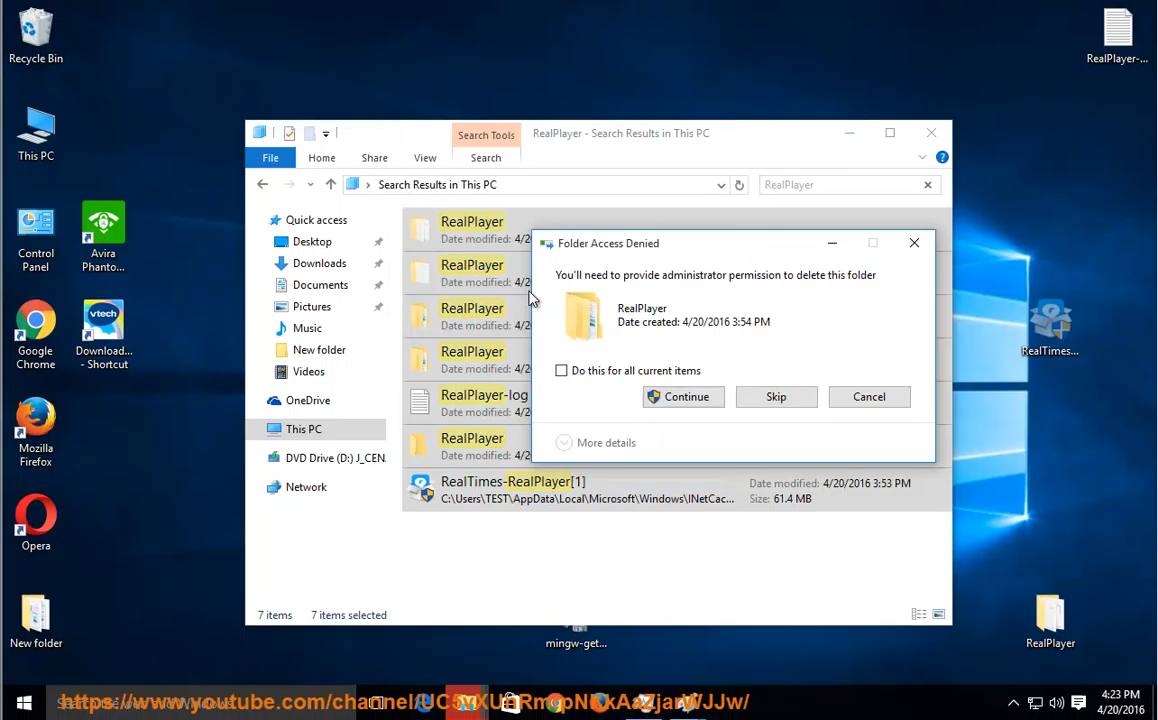 Recycle Bin
This PC
Control
Panel
Avira
Phanto...
Google
Chrome
Download...
- Shortcut
vtech
Mozilla
Firefox
Opera
New folder
RealPlayer-...
RealTimes...
RealPlayer
mingw-get...
Search Tools
RealPlayer - Search Results in This PC
File
Home
Share
View
Search
Search Results in This PC
RealPlayer
Quick access
Desktop
Downloads
Documents
Pictures
Music
New folder
Videos
OneDrive
This PC
DVD Drive (D:) J_CEN
Network
RealPlayer
Date modified: 4/20
RealPlayer
Date modified: 4/2
RealPlayer
Date modified: 4/2
RealPlayer
Date modified: 4/2
RealPlayer-log
Date modified: 4/2
RealPlayer
Date modified: 4/2
RealTimes-RealPlayer[1]
C:\Users\TEST\AppData\Local\Microsoft\Windows\INetCac...
Date modified: 4/20/2016 3:53 PM
Size: 61.4 MB
7 items
7 items selected
Folder Access Denied
You'll need to provide administrator permission to delete this folder
RealPlayer
Date created: 4/20/2016 3:54 PM
Do this for all current items
Continue
Skip
Cancel
More details
4:23 PM
4/20/2016